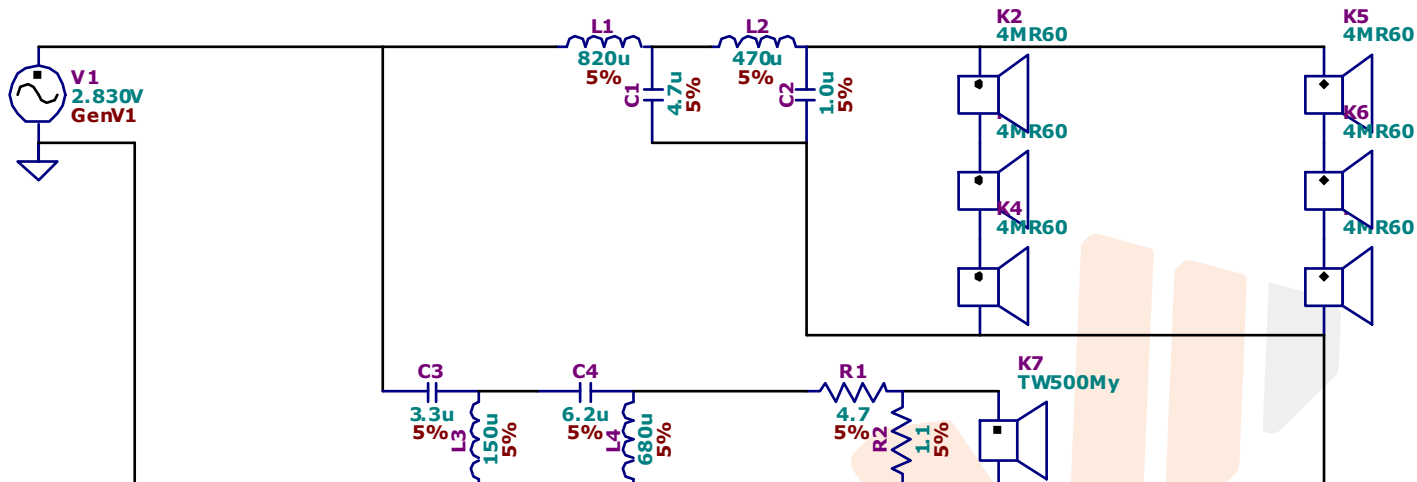 V1
2.830V
GenV1
L1
820u
5%
C1
4.7u
5%
L2
470u
5%
C2
1.0u
5%
K2
4MR60
4MR60
K4
4MR60
K5
4MR60
K6
4MR60
4MR60
C3
3.3u
5%
L3
150u
5%
C4
6.2u
5%
L4
680u
5%
R1
4.7
5%
R2
1.1
5%
K7
TW500My